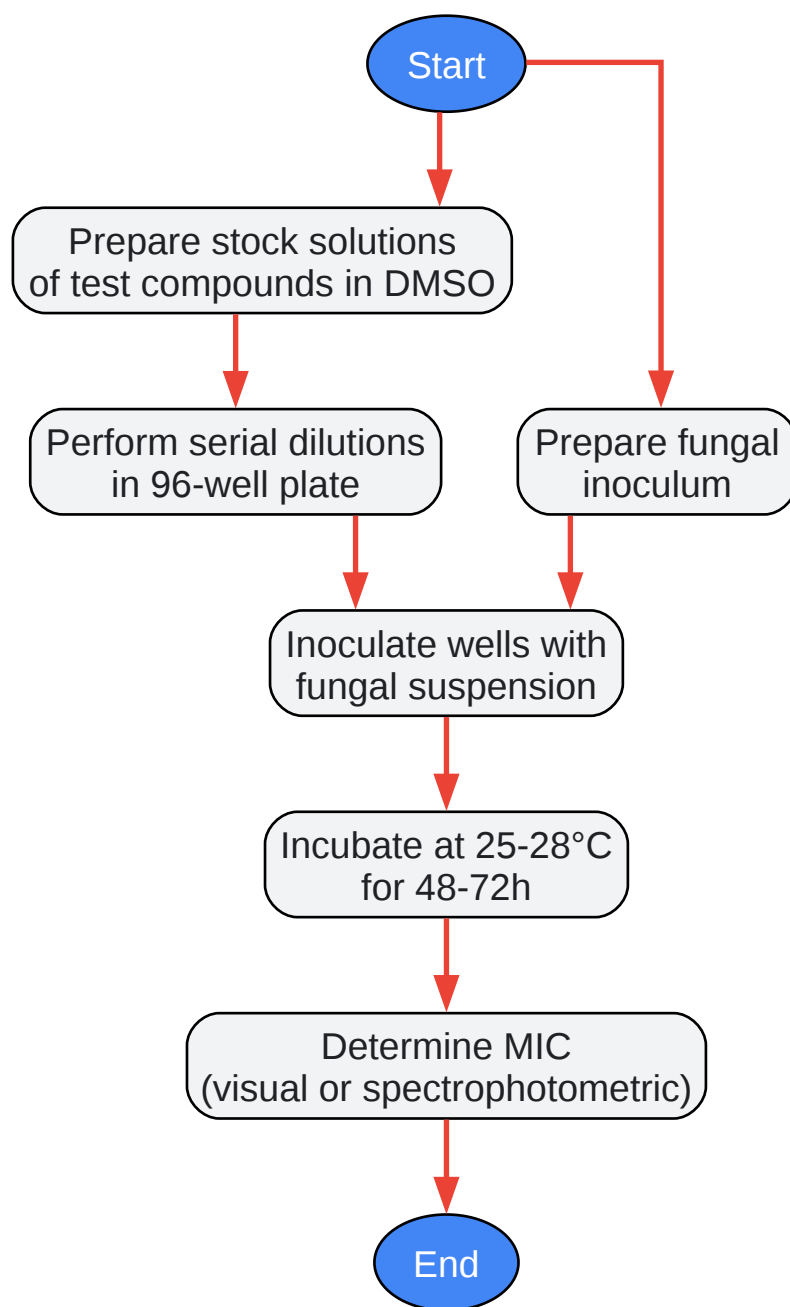 Start
Prepare stock solutions
of test compounds in DMSO
Perform serial dilutions
in 96-well plate
Prepare fungal
inoculum
Inoculate wells with
fungal suspension
Incubate at 25-28°C
for 48-72h
Determine MIC
(visual or spectrophotometric)
End